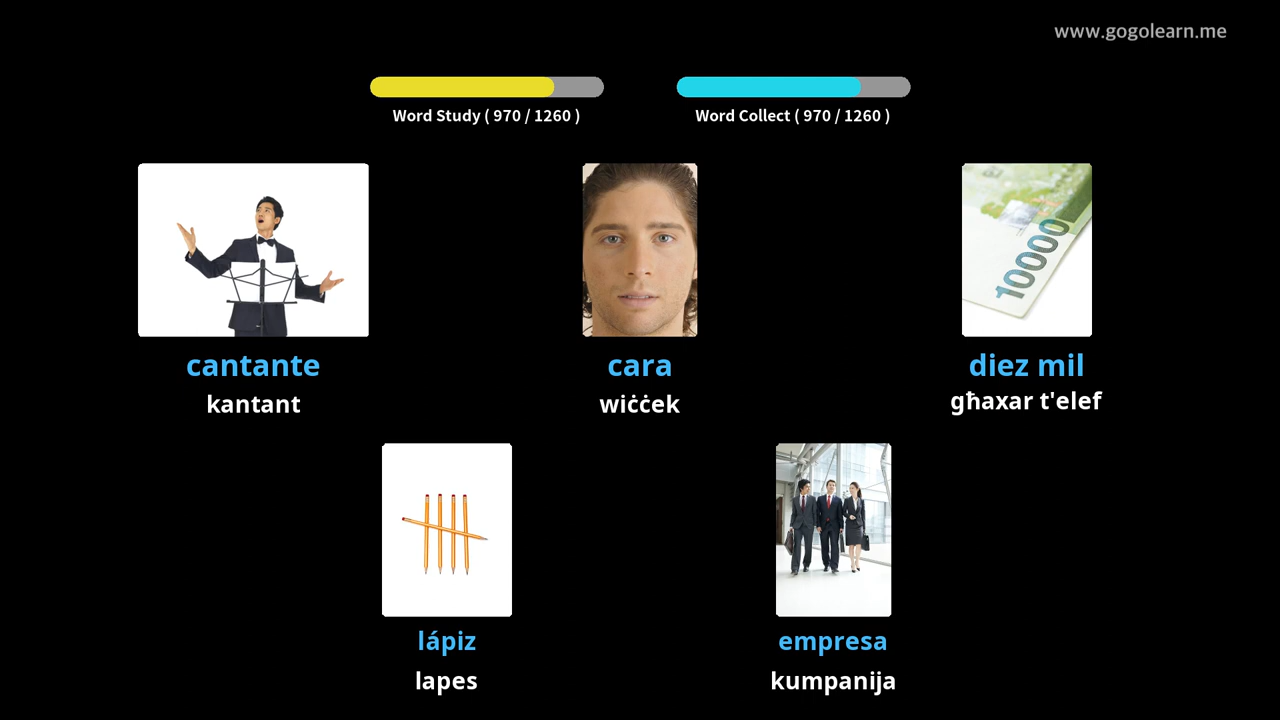 www.gogolearn.me
Word Study ( 970 / 1260 )
Word Collect ( 970 / 1260 )
10000
cantante
kantant
cara
wiċċek
diez mil
għaxar t'elef
lápiz
lapes
empresa
kumpanija